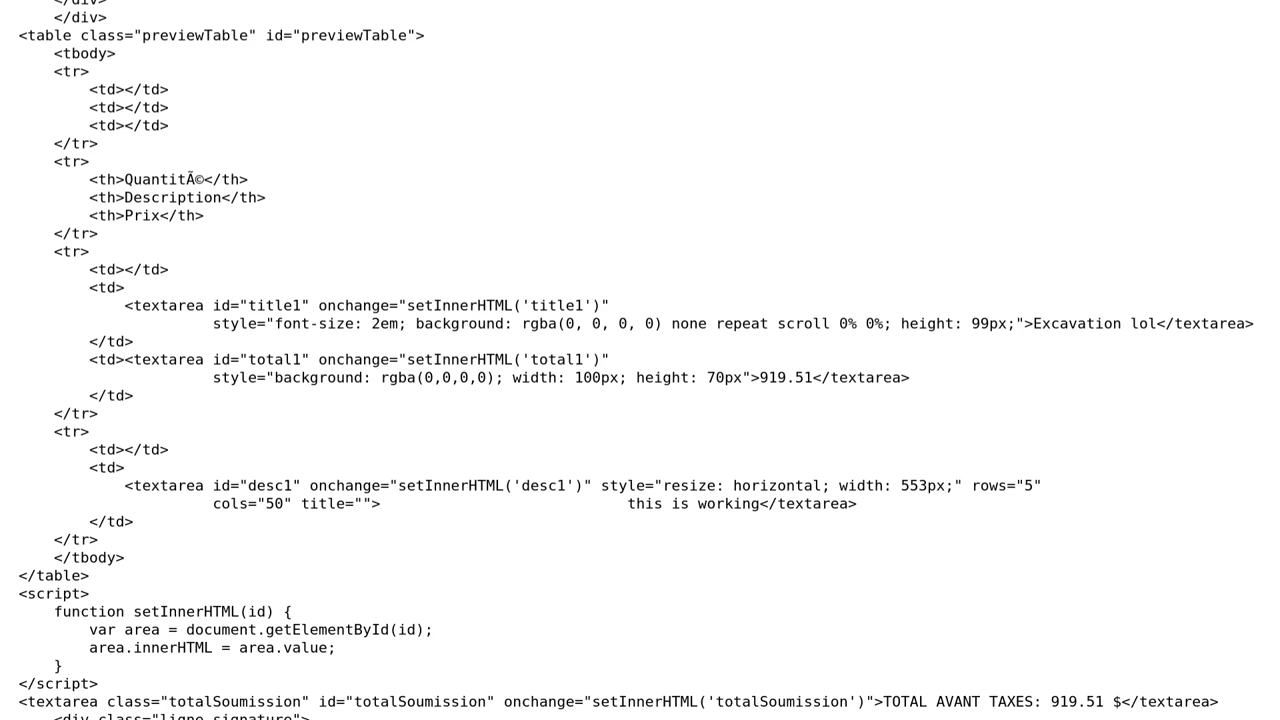 </div>
</div>
<table class="previewTable" id="previewTable">
<tbody>
<tr>
<td></td>
<td></td>
<td></td>
</tr>
<tr>
<th>QuantitÃ©</th>
<th>Description</th>
<th>Prix</th>
</tr>
<tr>
<td></td>
<td>
<textarea id="title1" onchange="setInnerHTML('title1')"
style="font-size: 2em; background: rgba(0, 0, 0, 0) none repeat scroll 0% 0%; height: 99px;">Excavation lol</textarea>
</td>
<td><textarea id="total1" onchange="setInnerHTML('total1')"
style="background: rgba(0,0,0,0); width: 100px; height: 70px">919.51</textarea>
</td>
</tr>
<tr>
<td></td>
<td>
<textarea id="desc1" onchange="setInnerHTML('desc1')" style="resize: horizontal; width: 553px;" rows="5"
cols="50" title=""> this is working</textarea>
</td>
</tr>
</tbody>
</table>
<script>
function setInnerHTML(id) {
var area = document.getElementById(id);
area.innerHTML = area.value;
}
</script>
<textarea class="totalSoumission" id="totalSoumission" onchange="setInnerHTML('totalSoumission')">TOTAL AVANT TAXES: 919.51 $</textarea>
<div class="ligne signature">